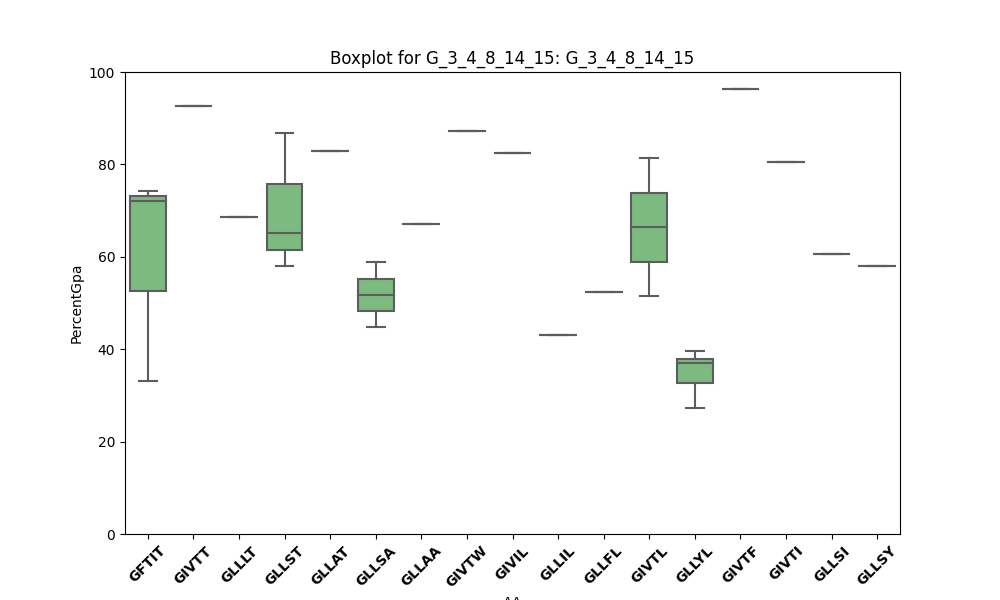 Boxplot for G_3_4_8_14_15: G_3_4_8_14_15
100
80
60
40
20
0
PercentGpa
GFTIT
GIVTT
GLLLT
GLLST
GLLAT
GLLSA
GLLAA
GIVTW
GIVIL
GLLIL
GLLFL
GIVTL
GLLYL
GIVTF
GIVTI
GLLSI
GLLSY